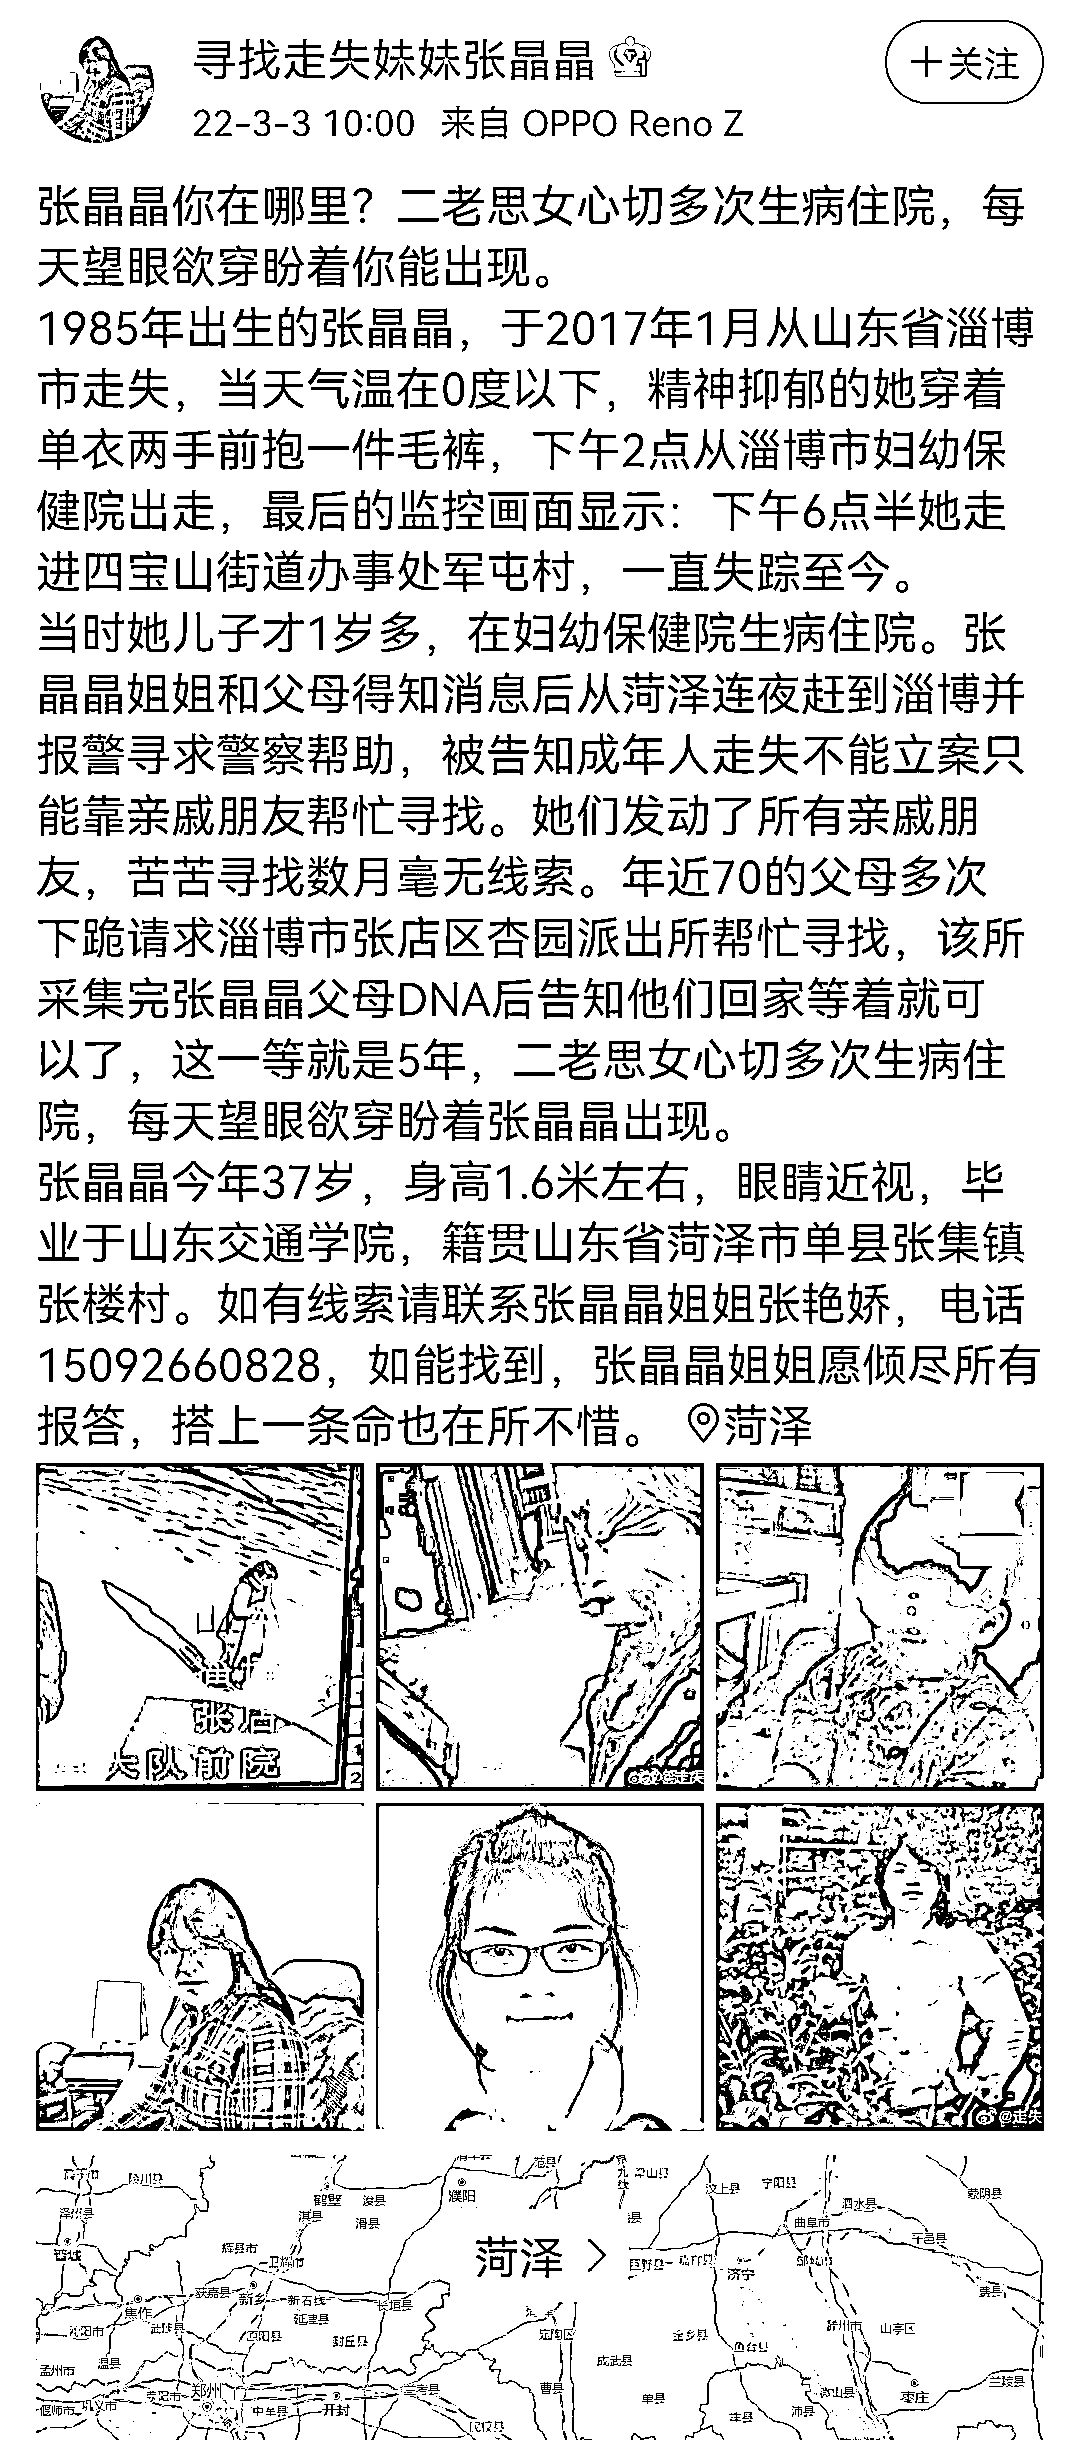 寻找走失妹妹张晶晶
+关注
22-3-3 10:00 来自 OPPO Reno Z
张晶晶你在哪里？二老思女心切多次生病住院，每
天望眼欲穿盼着你能出现。
1985年出生的张晶晶，于2017年1月从山东省淄博
市走失，当天气温在0度以下，精神抑郁的她穿着
单衣两手前抱一件毛裤，下午2点从淄博市妇幼保
健院出走，最后的监控画面显示：下午6点半她走
进四宝山街道办事处军屯村，一直失踪至今。
当时她儿子才1岁多，在妇幼保健院生病住院。张
晶晶姐姐和父母得知消息后从菏泽连夜赶到淄博并
报警寻求警察帮助，被告知成年人走失不能立案只
能靠亲戚朋友帮忙寻找。她们发动了所有亲戚朋
友，苦苦寻找数月毫无线索。年近70的父母多次
下跪请求淄博市张店区杏园派出所帮忙寻找，该所
采集完张晶晶父母DNA后告知他们回家等着就可
以了，这一等就是5年，二老思女心切多次生病住
院，每天望眼欲穿盼着张晶晶出现。
张晶晶今年37岁，身高1.6米左右，眼睛近视，毕
业于山东交通学院，籍贯山东省菏泽市单县张集镇
张楼村。如有线索请联系张晶晶姐姐张艳娇，电话
15092660828，如能找到，张晶晶姐姐愿倾尽所有
报答，搭上一条命也在所不惜。 菏泽
张店
大队前院
@走失
@走失
陵川县 鹤壁 浚县 濮阳 范县 梁山县 汶上县 宁阳县 泗水县 蒙阴县
泽州县 淇县 滑县 曲阜市 平邑县
晋城 辉县市 卫辉市 菏泽 巨野县 嘉祥县 济宁 邹城市
焦作 获嘉县 新乡 新石线 长垣县 费县
沁阳市 武陟县 原阳县 延津县 封丘县 定陶区 金乡县 鱼台县 滕州市 山亭区
孟州市 温县 成武县
偃师市 巩义市 荥阳市 郑州 中牟县 开封 兰考县 曹县 单县 丰县 沛县 微山县 枣庄 兰陵县
民权县